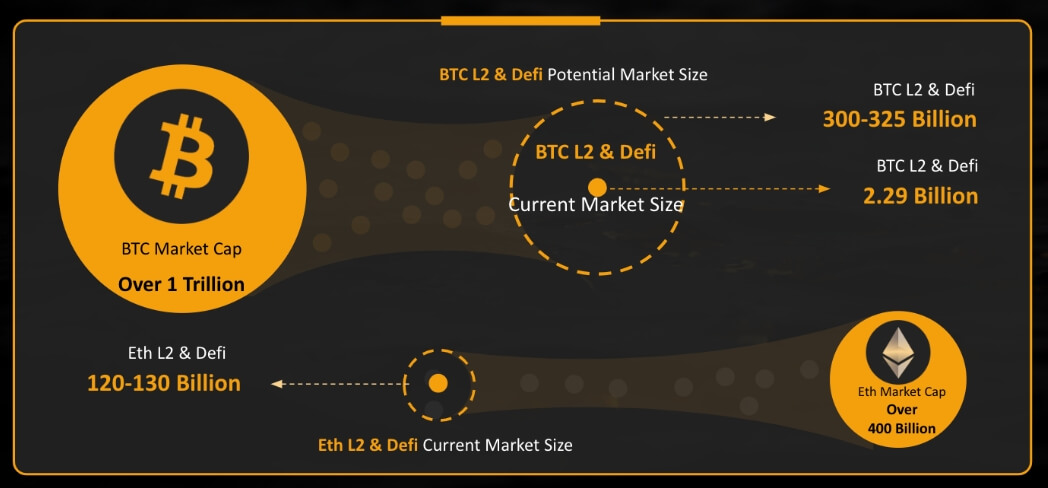 BTC L2 & Defi Potential Market Size
BTC L2 & Defi
300-325 Billion
BTC L2 & Defi
Current Market Size
BTC L2 & Defi
2.29 Billion
BTC Market Cap
Over 1 Trillion
Eth L2 & Defi
120-130 Billion
Eth L2 & Defi Current Market Size
Eth Market Cap
Over
400 Billion